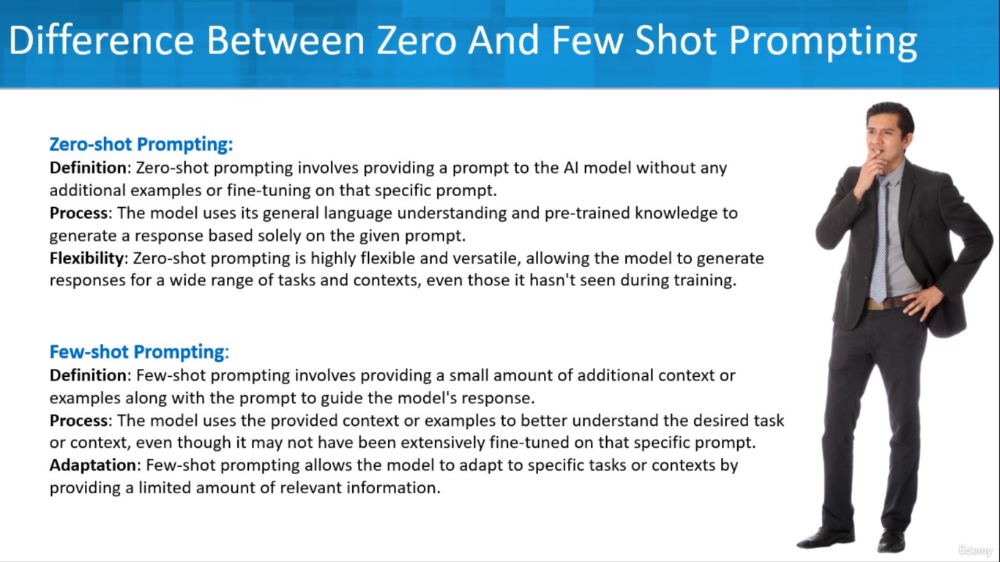 Difference Between Zero And Few Shot Prompting
Zero-shot Prompting:
Definition: Zero-shot prompting involves providing a prompt to the AI model without any
additional examples or fine-tuning on that specific prompt.
Process: The model uses its general language understanding and pre-trained knowledge to
generate a response based solely on the given prompt.
Flexibility: Zero-shot prompting is highly flexible and versatile, allowing the model to generate
responses for a wide range of tasks and contexts, even those it hasn't seen during training.
Few-shot Prompting:
Definition: Few-shot prompting involves providing a small amount of additional context or
examples along with the prompt to guide the model's response.
Process: The model uses the provided context or examples to better understand the desired task
or context, even though it may not have been extensively fine-tuned on that specific prompt.
Adaptation: Few-shot prompting allows the model to adapt to specific tasks or contexts by
providing a limited amount of relevant information.
ûdemy